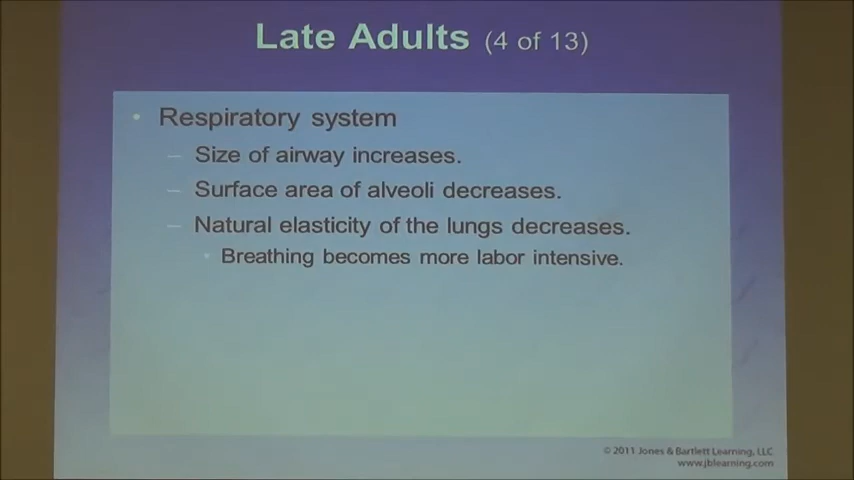 Late Adults (4 of 13)
• Respiratory system
– Size of airway increases.
– Surface area of alveoli decreases.
– Natural elasticity of the lungs decreases.
• Breathing becomes more labor intensive.
© 2011 Jones & Bartlett Learning, LLC
www.jblearning.com